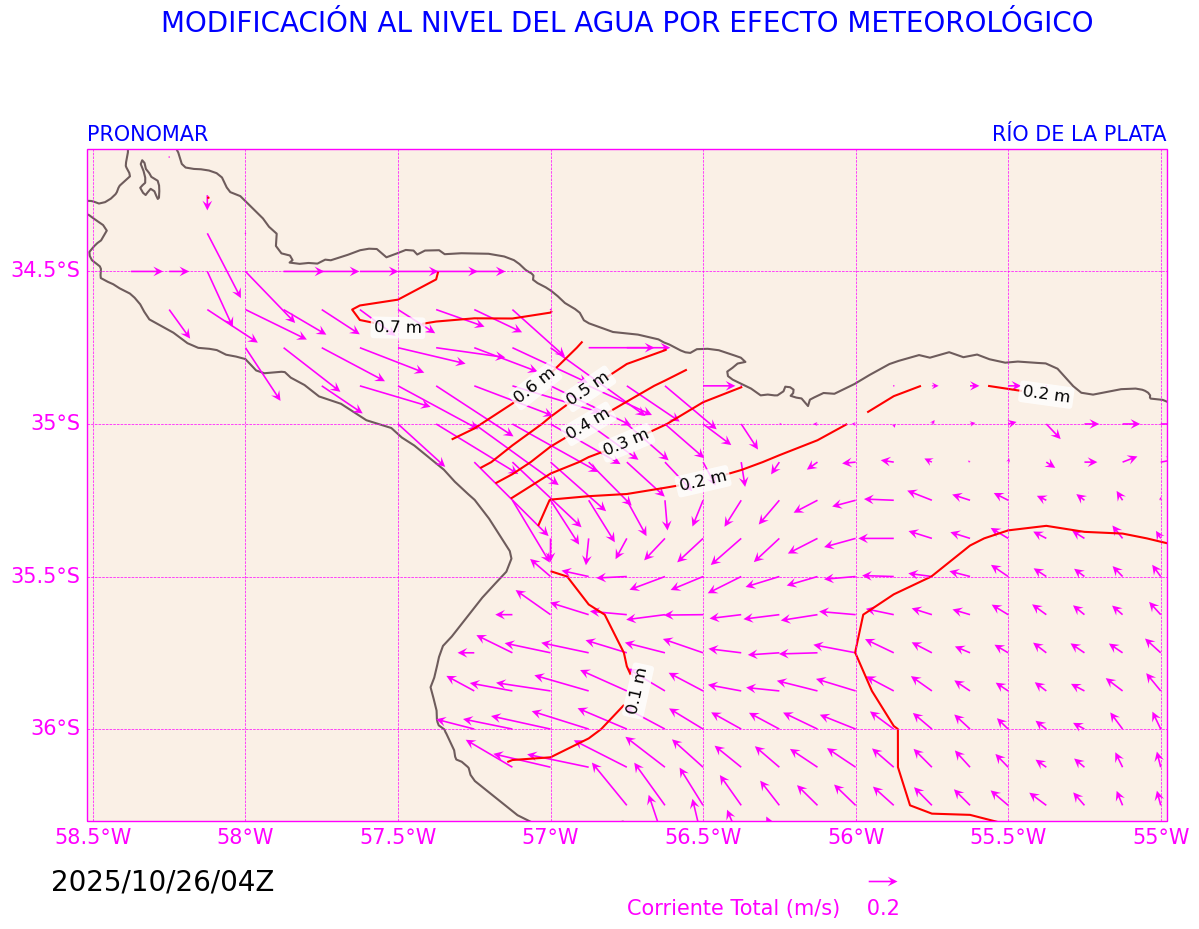 MODIFICACIÓN AL NIVEL DEL AGUA POR EFECTO METEOROLÓGICO
PRONOMAR
RÍO DE LA PLATA
34.5°S
0.7 m
0.6 m
0.5 m
0.2 m
35°S
0.4 m
0.3 m
0.2 m
35.5°S
0.1 m
36°S
58.5°W
58°W
57.5°W
57°W
56.5°W
56°W
55.5°W
55°W
2025/10/26/04Z
Corriente Total (m/s) 0.2